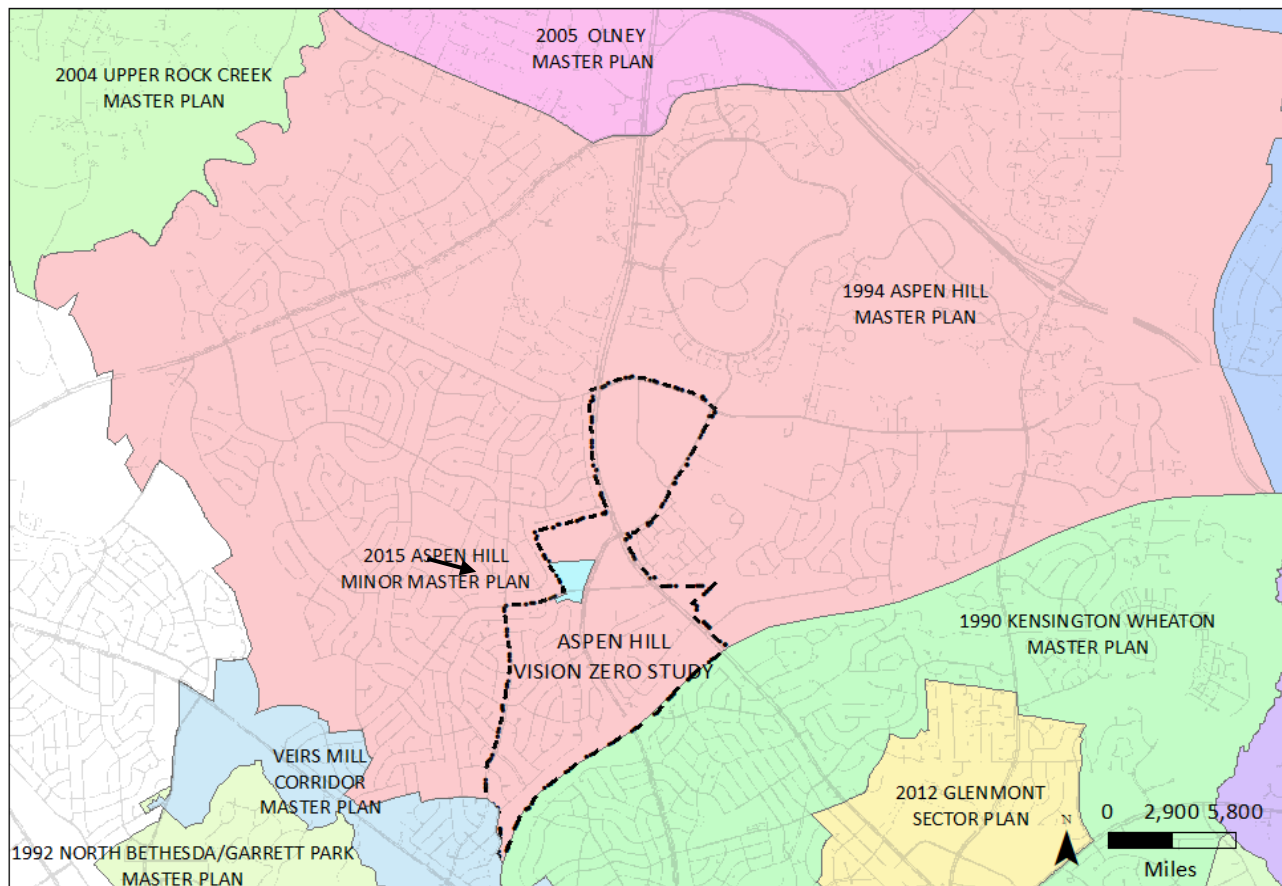 2005 OLNEY
MASTER PLAN
2004 UPPER ROCK CREEK
MASTER PLAN
1994 ASPEN HILL
MASTER PLAN
2015 ASPEN HILL
MINOR MASTER PLAN
1990 KENSINGTON WHEATON
MASTER PLAN
ASPEN HILL
VISION ZERO STUDY
VEIRS MILL
CORRIDOR
MASTER PLAN
2012 GLENMONT
SECTOR PLAN
1992 NORTH BETHESDA/GARRETT PARK
MASTER PLAN
0 2,900 5,800
N
Miles